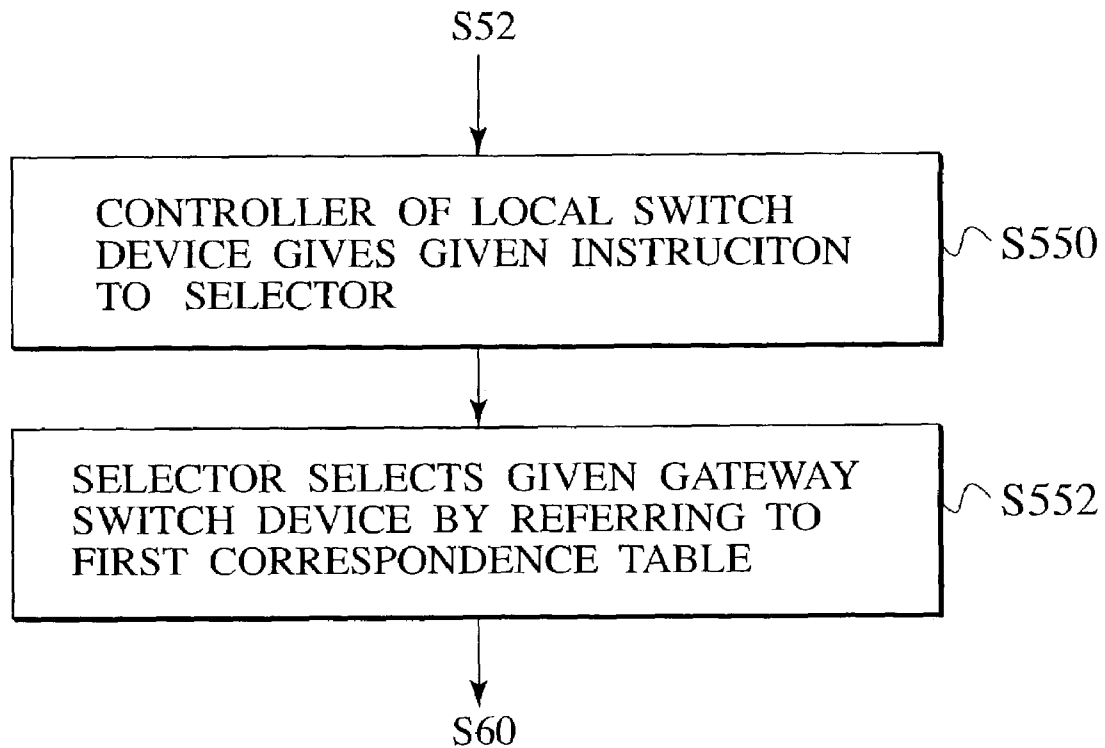 S52
CONTROLLER OF LOCAL SWITCH
DEVICE GIVES GIVEN INSTRUCITON
TO SELECTOR
S550
SELECTOR SELECTS GIVEN GATEWAY
SWITCH DEVICE BY REFERRING TO
FIRST CORRESPONDENCE TABLE
S552
S60